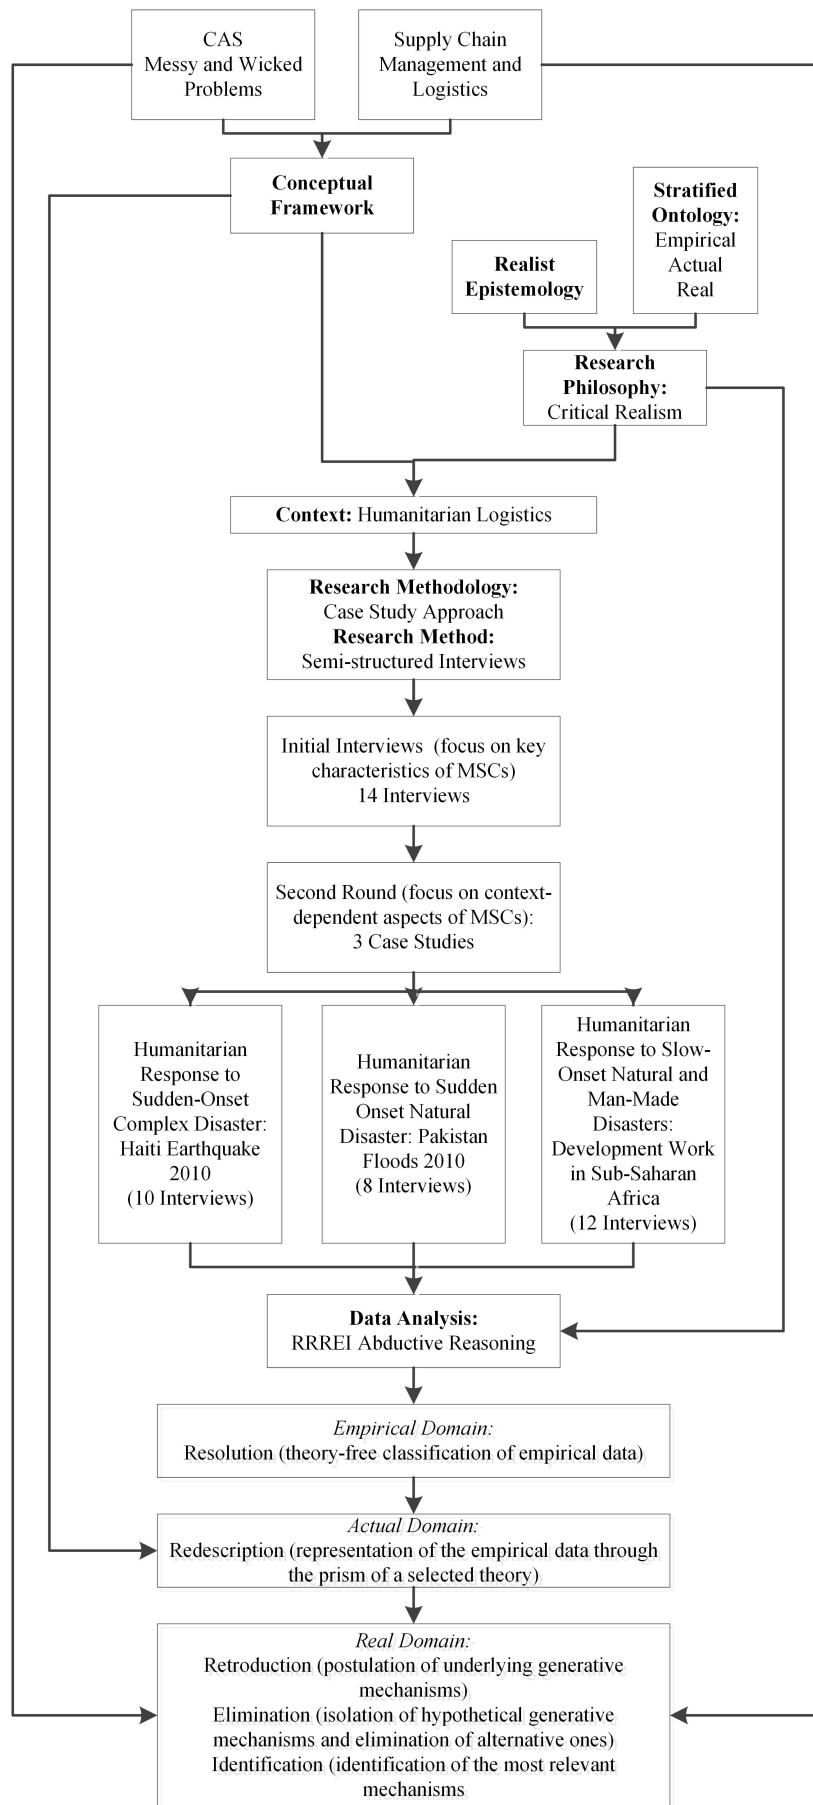 CAS
Messy and Wicked
Problems
Supply Chain
Management and
Logistics
Conceptual
Framework
Stratified
Ontology:
Empirical
Actual
Real
Realist
Epistemology
Research
Philosophy:
Critical Realism
Context: Humanitarian Logistics
Research Methodology:
Case Study Approach
Research Method:
Semi-structured Interviews
Initial Interviews (focus on key
characteristics of MSCs)
14 Interviews
Second Round (focus on context-
dependent aspects of MSCs):
3 Case Studies
Humanitarian
Response to
Sudden-Onset
Complex Disaster:
Haiti Earthquake
2010
(10 Interviews)
Humanitarian
Response to Sudden
Onset Natural
Disaster: Pakistan
Floods 2010
(8 Interviews)
Humanitarian
Response to Slow-
Onset Natural and
Man-Made
Disasters:
Development Work
in Sub-Saharan
Africa
(12 Interviews)
Data Analysis:
RRREI Abductive Reasoning
Empirical Domain:
Resolution (theory-free classification of empirical data)
Actual Domain:
Redescription (representation of the empirical data through
the prism of a selected theory)
Real Domain:
Retroduction (postulation of underlying generative
mechanisms)
Elimination (isolation of hypothetical generative
mechanisms and elimination of alternative ones)
Identification (identification of the most relevant
mechanisms